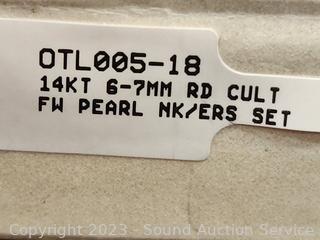 OTL005-18
14KT 6-7MM RD CULT
FW PEARL NK/ERS SET
Copyright 2023 - Sound Auction Service